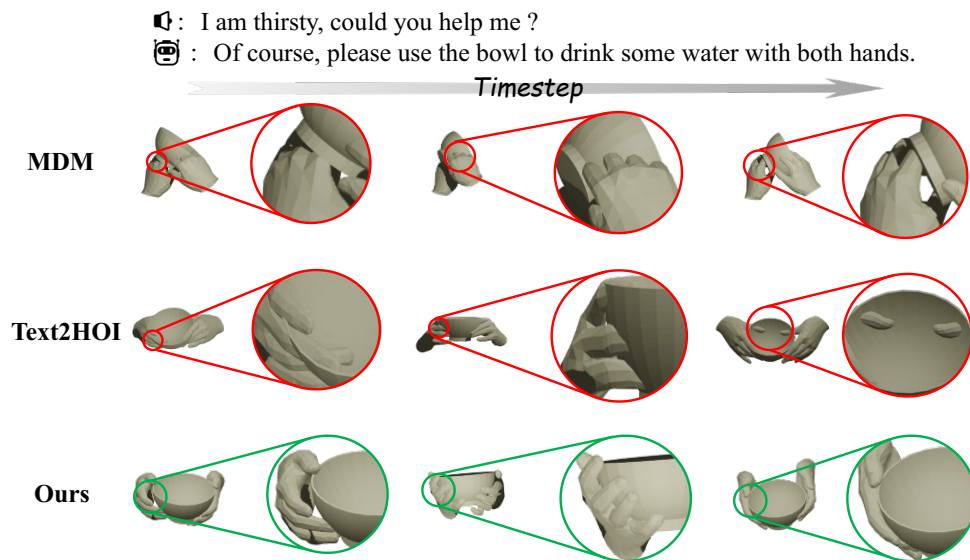 : I am thirsty, could you help me ?
: Of course, please use the bowl to drink some water with both hands.
Timestep
MDM
Text2HOI
Ours